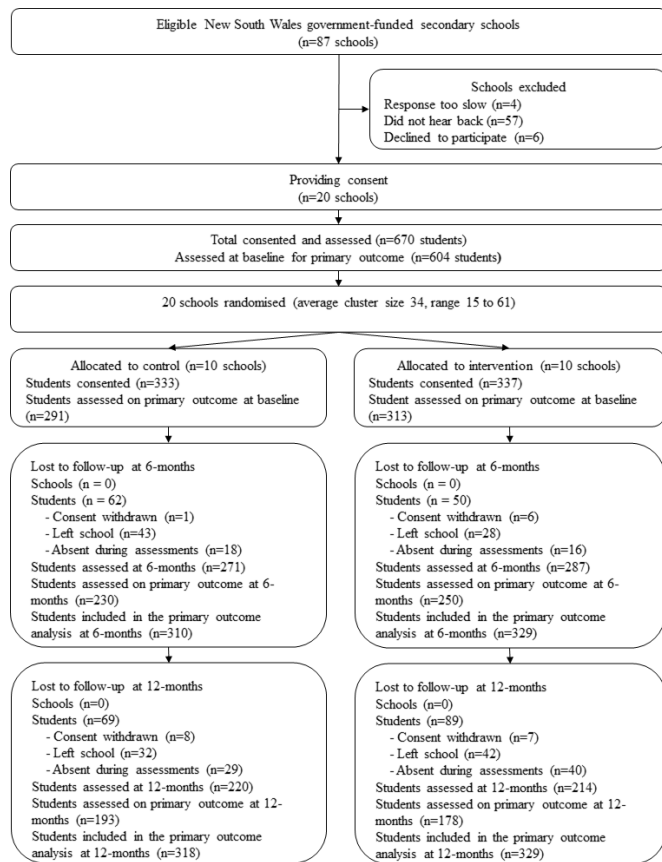 Eligible New South Wales government-funded secondary schools
(n=87 schools)
Schools excluded
Response too slow (n=4)
Did not hear back (n=57)
Declined to participate (n=6)
Providing consent
(n=20 schools)
Total consented and assessed (n=670 students)
Assessed at baseline for primary outcome (n=604 students)
20 schools randomised (average cluster size 34, range 15 to 61)
Allocated to control (n=10 schools)
Students consented (n=333)
Students assessed on primary outcome at baseline
(n=291)
Allocated to intervention (n=10 schools)
Students consented (n=337)
Student assessed on primary outcome at baseline
(n=313)
Lost to follow-up at 6-months
Schools (n = 0)
Students (n = 62)
- Consent withdrawn (n=1)
- Left school (n=43)
- Absent during assessments (n=18)
Students assessed at 6-months (n=271)
Students assessed on primary outcome at 6-
months (n=230)
Students included in the primary outcome
analysis at 6-months (n=310)
Lost to follow-up at 6-months
Schools (n = 0)
Students (n = 50)
- Consent withdrawn (n=6)
- Left school (n=28)
- Absent during assessments (n=16)
Students assessed at 6-months (n=287)
Students assessed on primary outcome at 6-
months (n=250)
Students included in the primary outcome
analysis at 6-months (n=329)
Lost to follow-up at 12-months
Schools (n=0)
Students (n=69)
- Consent withdrawn (n=8)
- Left school (n=32)
- Absent during assessments (n=29)
Students assessed at 12-months (n=220)
Students assessed on primary outcome at 12-
months (n=193)
Students included in the primary outcome
analysis at 12-months (n=318)
Lost to follow-up at 12-months
Schools (n=0)
Students (n=89)
- Consent withdrawn (n=7)
- Left school (n=42)
- Absent during assessments (n=40)
Students assessed at 12-months (n=214)
Students assessed on primary outcome at 12-
months (n=178)
Students included in the primary outcome
analysis at 12-months (n=329)